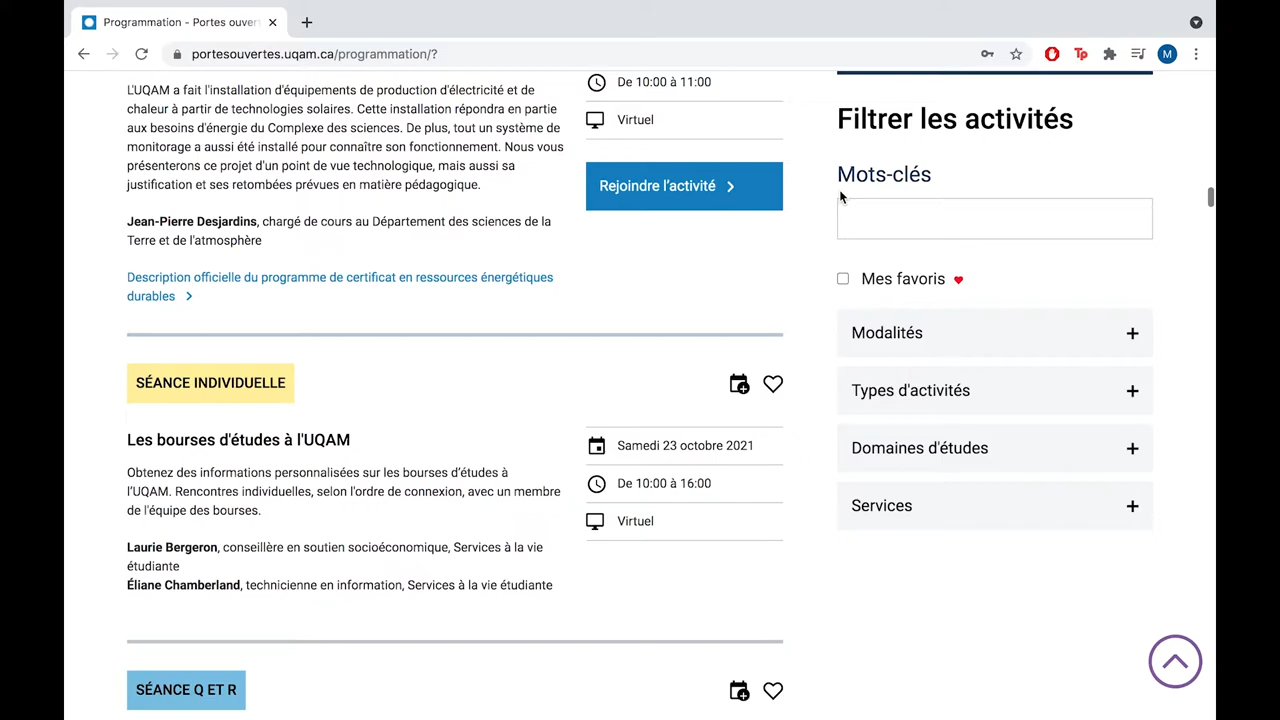 Programmation - Portes ouver
portesouvertes.uqam.ca/programmation/?
Tp
M
L'UQAM a fait l'installation d'équipements de production d'électricité et de
chaleur à partir de technologies solaires. Cette installation répondra en partie
aux besoins d'énergie du Complexe des sciences. De plus, tout un système de
monitorage a aussi été installé pour connaître son fonctionnement. Nous vous
présenterons ce projet d'un point de vue technologique, mais aussi sa
justification et ses retombées prévues en matière pédagogique.
Jean-Pierre Desjardins, chargé de cours au Département des sciences de la
Terre et de l'atmosphère
Description officielle du programme de certificat en ressources énergétiques
durables
De 10:00 à 11:00
Virtuel
Rejoindre l'activité
SÉANCE INDIVIDUELLE
Les bourses d'études à l'UQAM
Obtenez des informations personnalisées sur les bourses d'études à
l'UQAM. Rencontres individuelles, selon l'ordre de connexion, avec un membre
de l'équipe des bourses.
Laurie Bergeron, conseillère en soutien socioéconomique, Services à la vie
étudiante
Éliane Chamberland, technicienne en information, Services à la vie étudiante
Samedi 23 octobre 2021
De 10:00 à 16:00
Virtuel
SÉANCE Q ET R
Filtrer les activités
Mots-clés
Mes favoris
Modalités
Types d'activités
Domaines d'études
Services